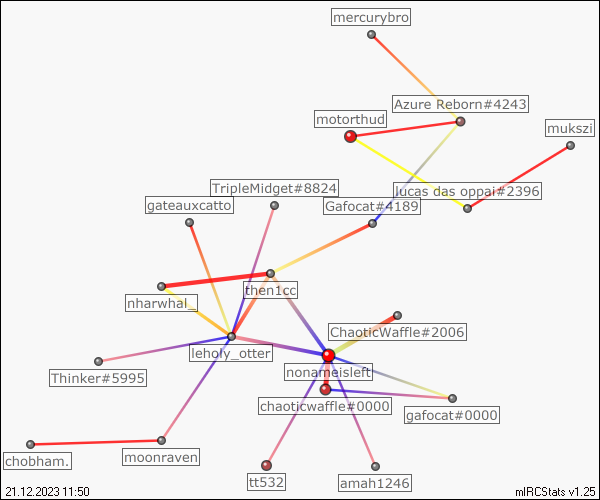 mercurybro
Azure Reborn#4243
motorthud
mukszi
TripleMidget#8824
lucas das oppai#2396
gateauxcatto
Gafocat#4189
then1cc
nharwhal_
ChaoticWaffle#2006
leholy_otter
nonameisleft
Thinker#5995
chaoticwaffle#0000
gafocat#0000
chobham.
moonraven
tt532
amah1246
21.12.2023 11:50
mIRCStats v1.25